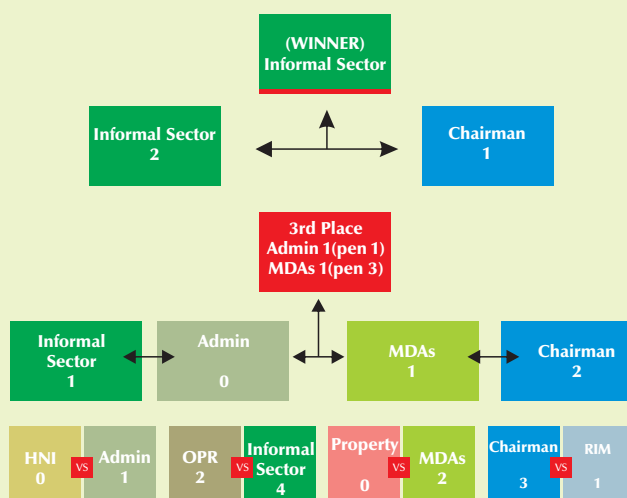 (WINNER)
Informal Sector
Informal Sector
2
Chairman
1
3rd Place
Admin 1(pen 1)
MDAs 1(pen 3)
Informal
Sector
1
Admin
0
MDAs
1
Chairman
2
HNI
0
VS
Admin
1
OPR
2
VS
Informal
Sector
4
Property
0
VS
MDAs
2
Chairman
3
VS
RIM
1